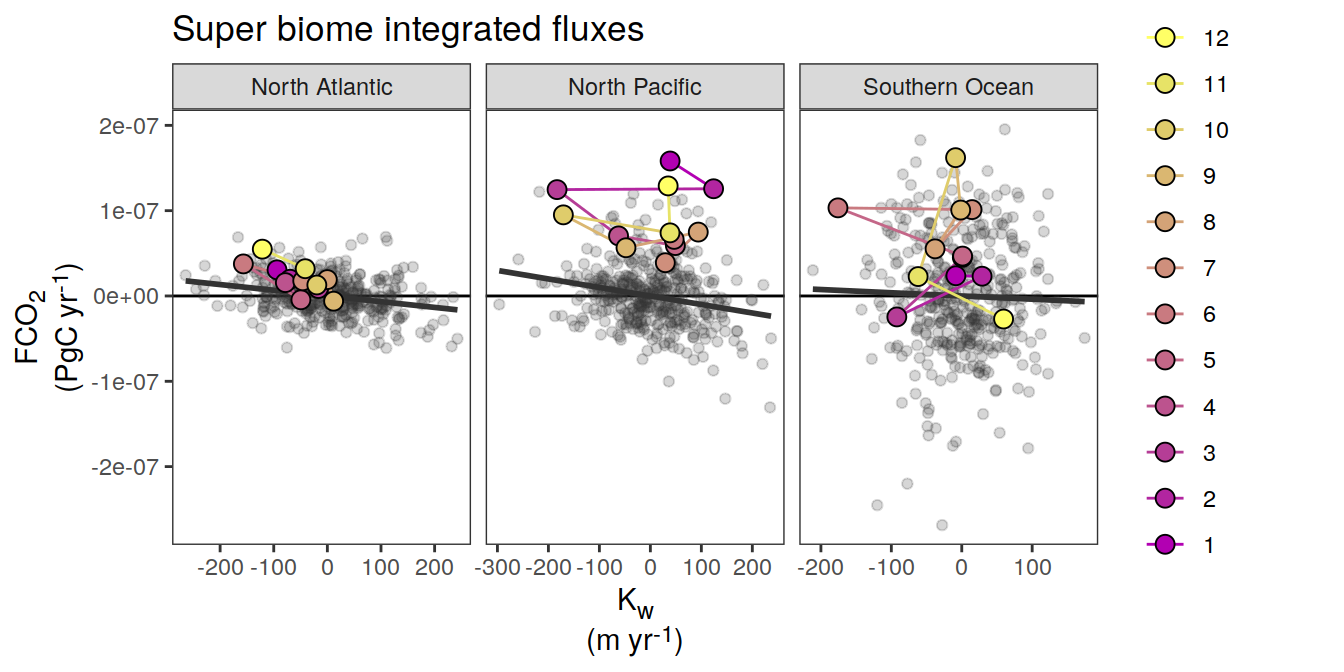 Super biome integrated fluxes
North Atlantic
North Pacific
Southern Ocean
2e-07
1e-07
0e+00
-1e-07
-2e-07
FCO₂
(PgC yr⁻¹)
-200 -100 0 100 200
-300 -200 -100 0 100 200
-200 -100 0 100
K_w
(m yr⁻¹)
12
11
10
9
8
7
6
5
4
3
2
1